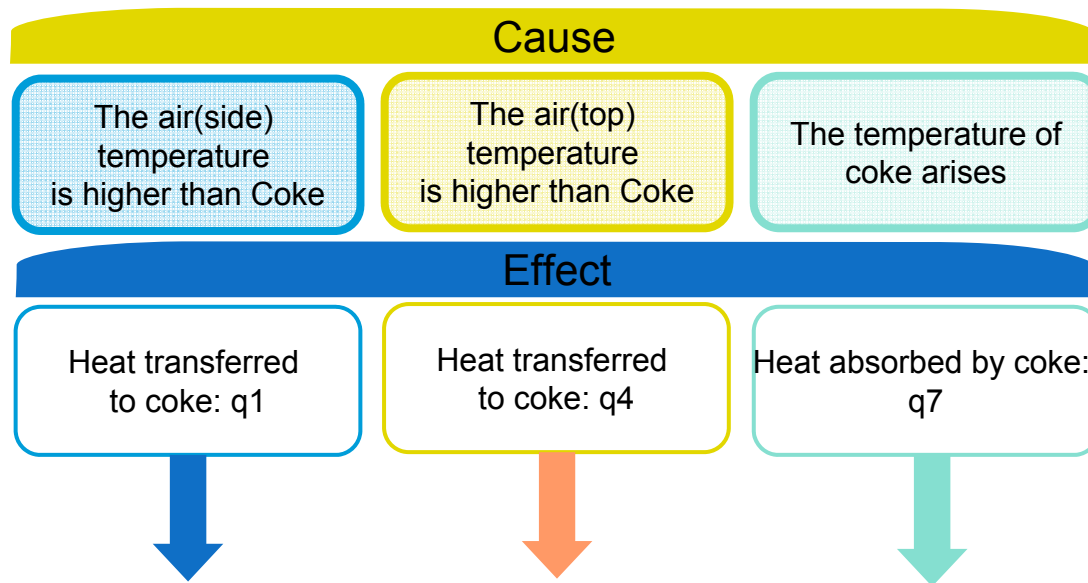 Cause
The air(side)
temperature
is higher than Coke
The air(top)
temperature
is higher than Coke
The temperature of
coke arises
Effect
Heat transferred
to coke: q1
Heat transferred
to coke: q4
Heat absorbed by coke:
q7